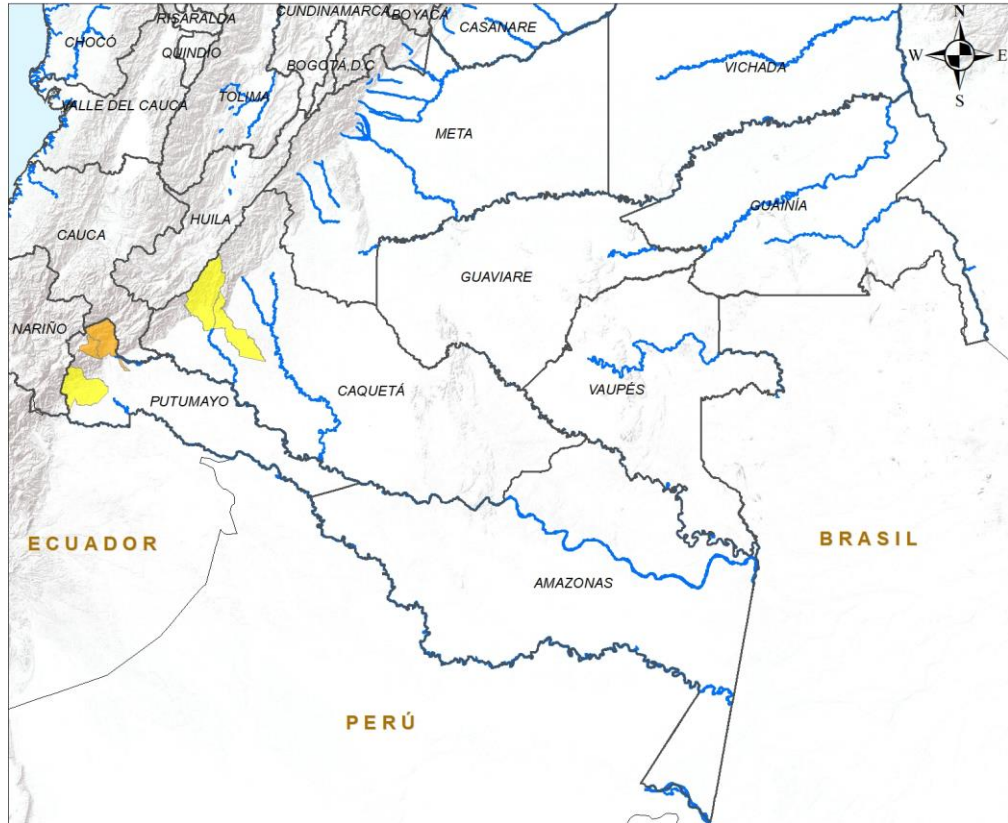 CUNDINAMARCA
BOYACÁ
RISARALDA
CASANARE
CHOCÓ
QUINDIO
BOGOTÁ D.C
N
W
E
S
VICHADA
TOLIMA
VALLE DEL CAUCA
META
HUILA
GUAINÍA
CAUCA
GUAVIARE
NARIÑO
VAUPÉS
CAQUETÁ
PUTUMAYO
ECUADOR
BRASIL
AMAZONAS
PERÚ